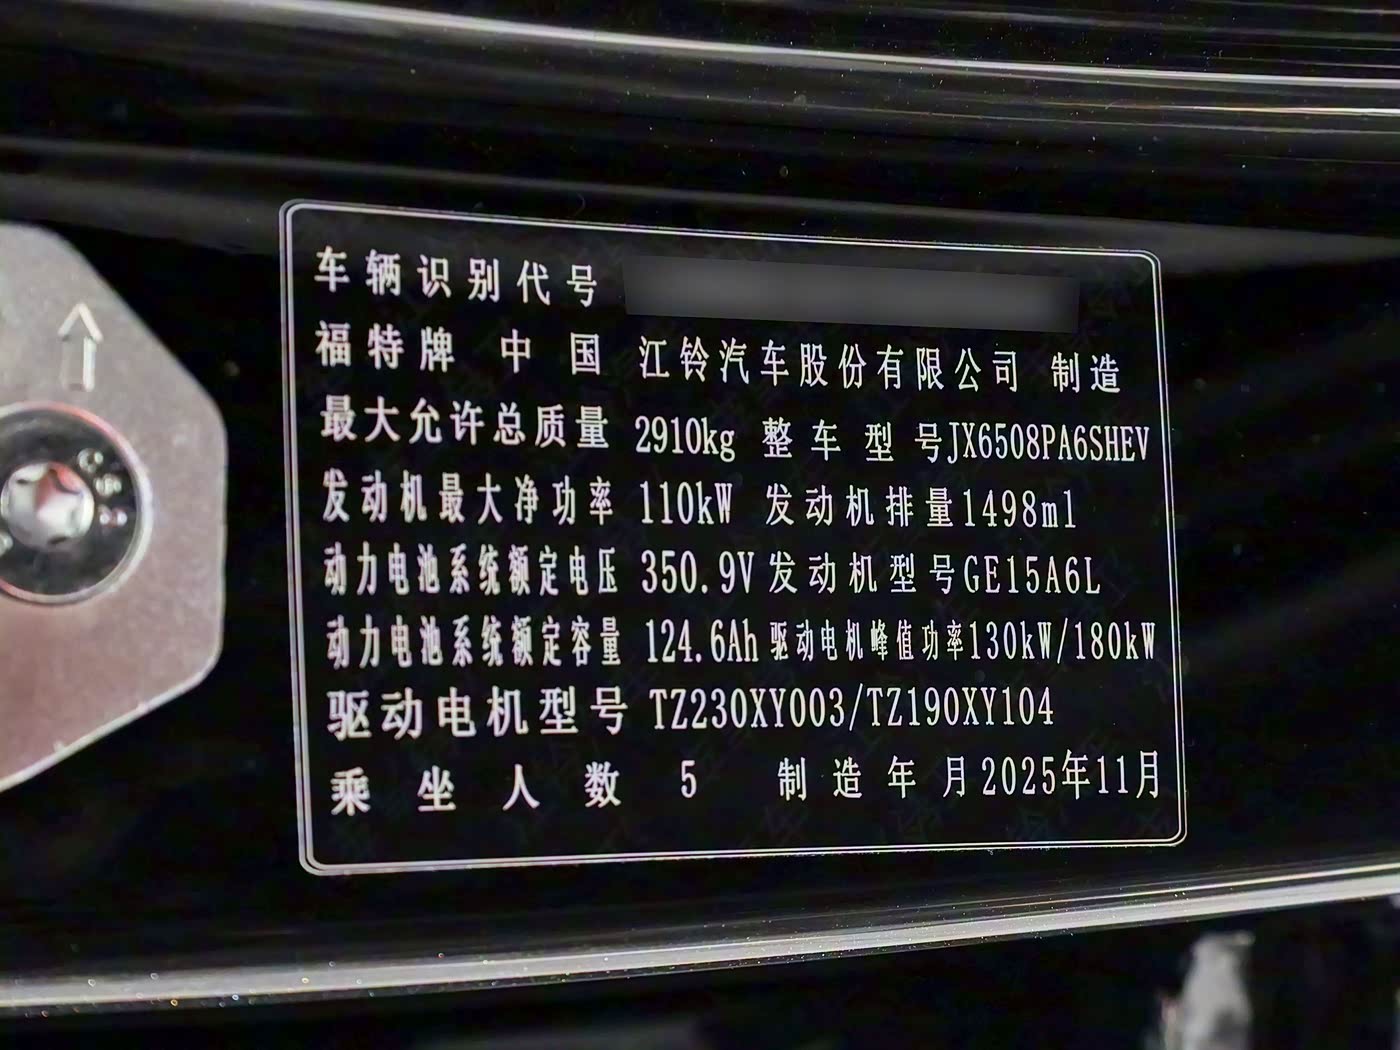 车辆识别代号
福特牌 中国 江铃汽车股份有限公司 制造
最大允许总质量 2910kg 整车型号JX6508PA6SHEV
发动机最大净功率 110kW 发动机排量1498ml
动力电池系统额定电压 350.9V 发动机型号GE15A6L
动力电池系统额定容量 124.6Ah 驱动电机峰值功率130kW/180kW
驱动电机型号 TZ230XY003/TZ190XY104
乘坐人数 5 制造年月2025年11月